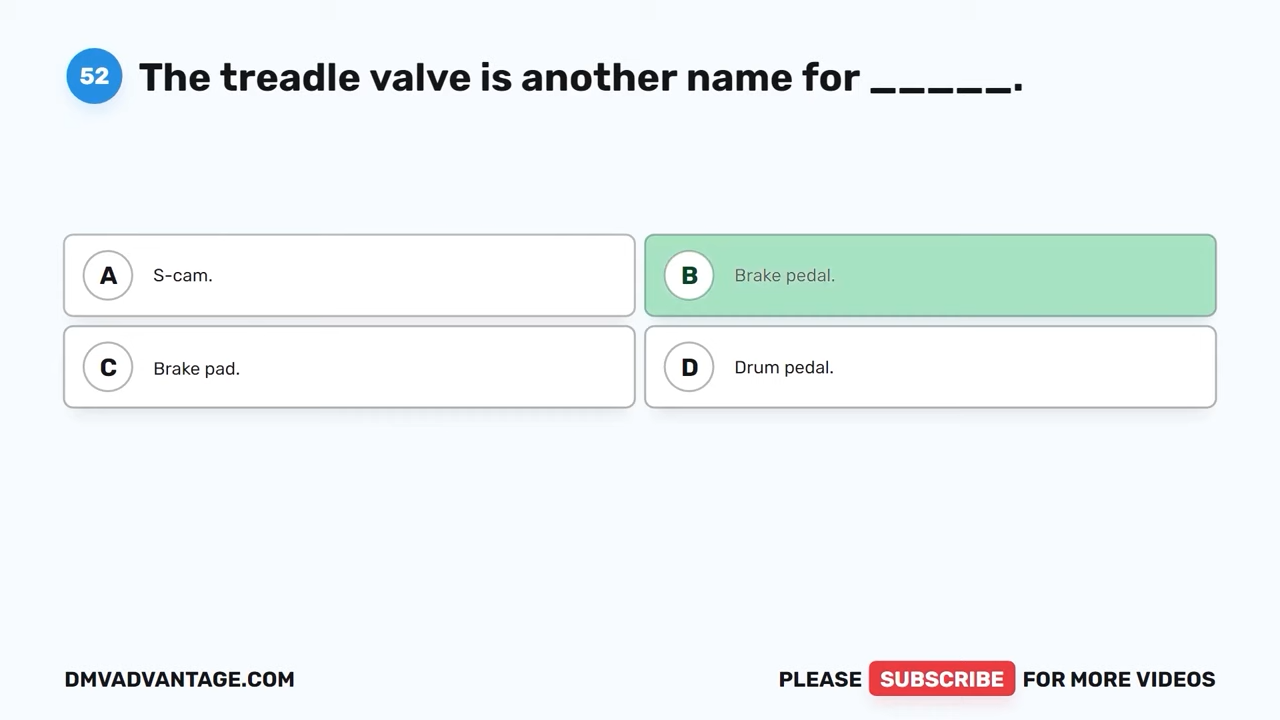 52 The treadle valve is another name for _____.
A S-cam.
B Brake pedal.
C Brake pad.
D Drum pedal.
DMVADVANTAGE.COM
PLEASE SUBSCRIBE FOR MORE VIDEOS